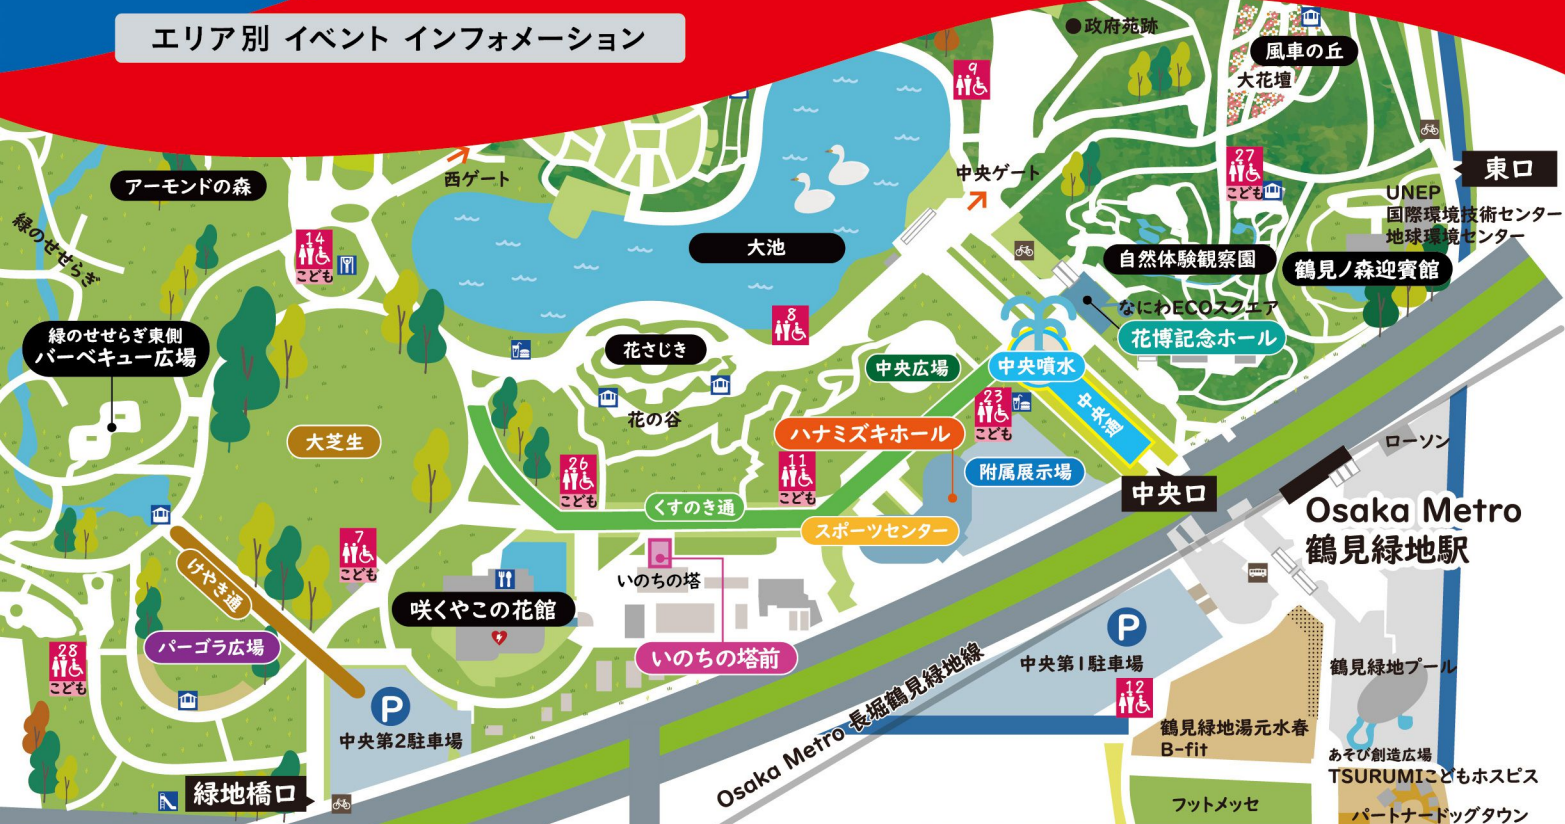 エリア別 イベント インフォメーション
●政府苑跡
風車の丘
大花壇
9
27
こども
東口
UNEP
国際環境技術センター
地球環境センター
アーモンドの森
西ゲート
中央ゲート
緑のせせらぎ
14
こども
大池
自然体験観察園
鶴見ノ森迎賓館
なにわECOスクエア
花博記念ホール
緑のせせらぎ東側
バーベキュー広場
8
花さじき
中央広場
中央噴水
花の谷
23
こども
中央通
大芝生
ハナミズキホール
ローソン
26
こども
11
こども
附属展示場
中央口
くすのき通
スポーツセンター
Osaka Metro
鶴見緑地駅
7
こども
けやき通
いのちの塔
咲くやこの花館
パーゴラ広場
いのちの塔前
28
こども
P
中央第1駐車場
12
鶴見緑地プール
P
中央第2駐車場
Osaka Metro 長堀鶴見緑地線
鶴見緑地湯元水春
B-fit
あそび創造広場
TSURUMIこどもホスピス
緑地橋口
フットメッセ
パートナードッグタウン